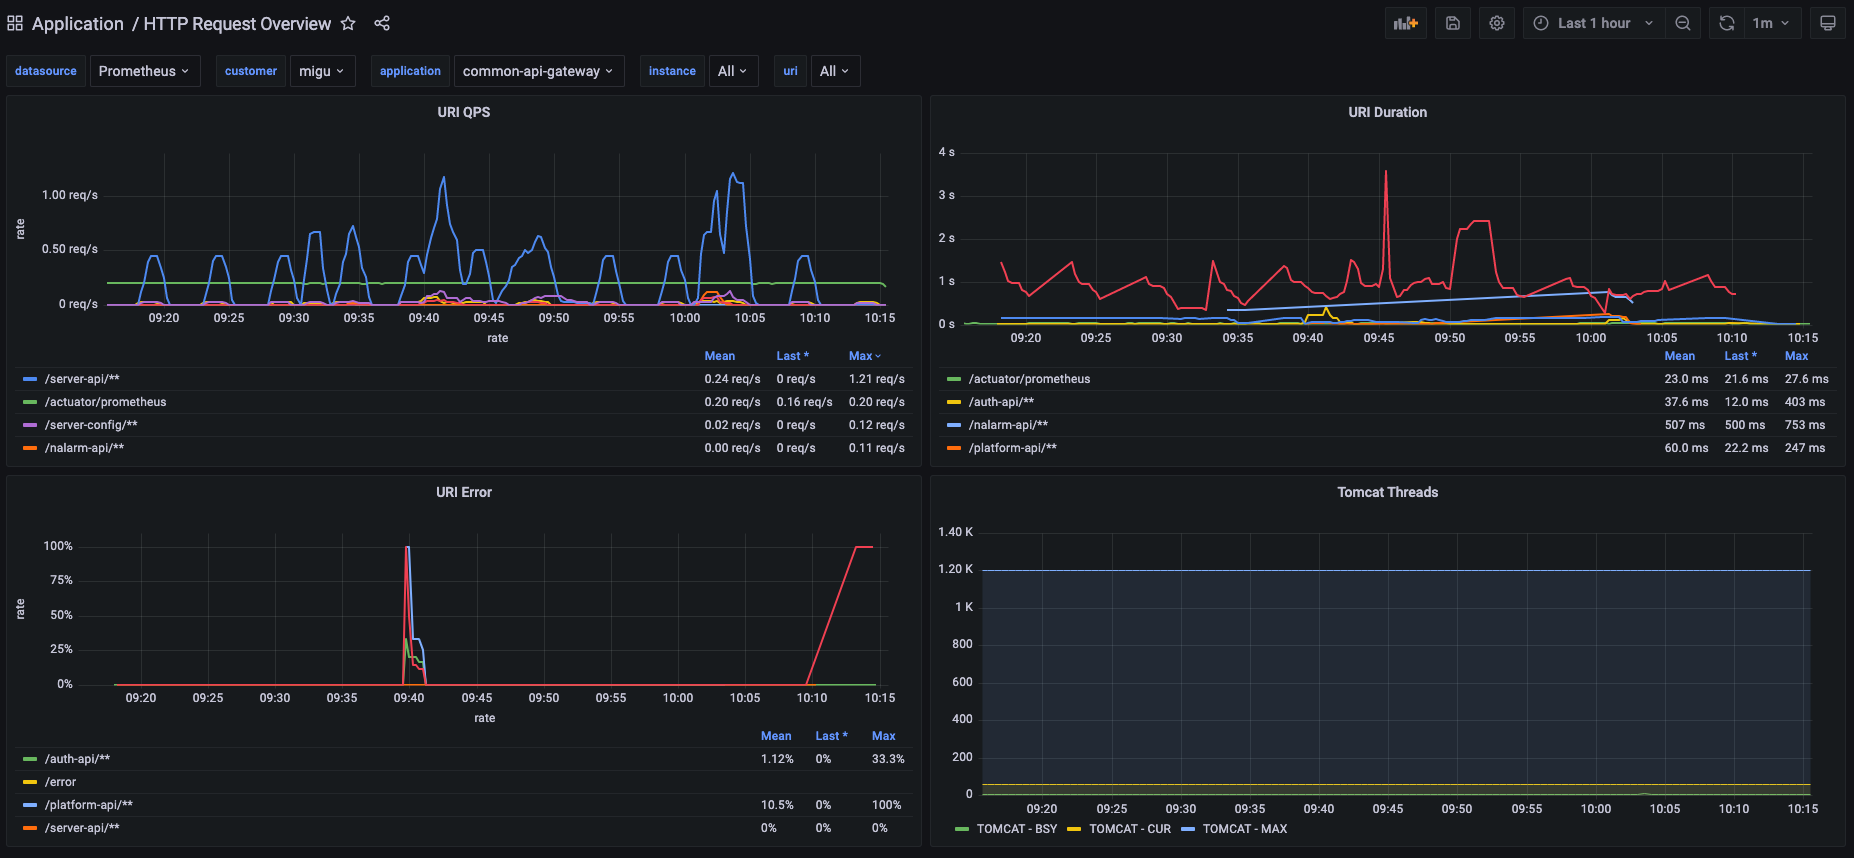 Application / HTTP Request Overview
Last 1 hour
1m
datasource Prometheus customer migu application common-api-gateway instance All uri All
URI QPS
rate
1.00 req/s
0.50 req/s
0 req/s
09:20 09:25 09:30 09:35 09:40 09:45 09:50 09:55 10:00 10:05 10:10 10:15
rate
Mean Last * Max
/server-api/** 0.24 req/s 0 req/s 1.21 req/s
/actuator/prometheus 0.20 req/s 0.16 req/s 0.20 req/s
/server-config/** 0.02 req/s 0 req/s 0.12 req/s
/nalarm-api/** 0.00 req/s 0 req/s 0.11 req/s
URI Duration
4 s
3 s
2 s
1 s
0 s
09:20 09:25 09:30 09:35 09:40 09:45 09:50 09:55 10:00 10:05 10:10 10:15
Mean Last * Max
/actuator/prometheus 23.0 ms 21.6 ms 27.6 ms
/auth-api/** 37.6 ms 12.0 ms 403 ms
/nalarm-api/** 507 ms 500 ms 753 ms
/platform-api/** 60.0 ms 22.2 ms 247 ms
URI Error
rate
100%
75%
50%
25%
0%
09:20 09:25 09:30 09:35 09:40 09:45 09:50 09:55 10:00 10:05 10:10 10:15
rate
Mean Last * Max
/auth-api/** 1.12% 0% 33.3%
/error
/platform-api/** 10.5% 0% 100%
/server-api/** 0% 0% 0%
Tomcat Threads
1.40 K
1.20 K
1 K
800
600
400
200
0
09:20 09:25 09:30 09:35 09:40 09:45 09:50 09:55 10:00 10:05 10:10 10:15
TOMCAT - BSY TOMCAT - CUR TOMCAT - MAX